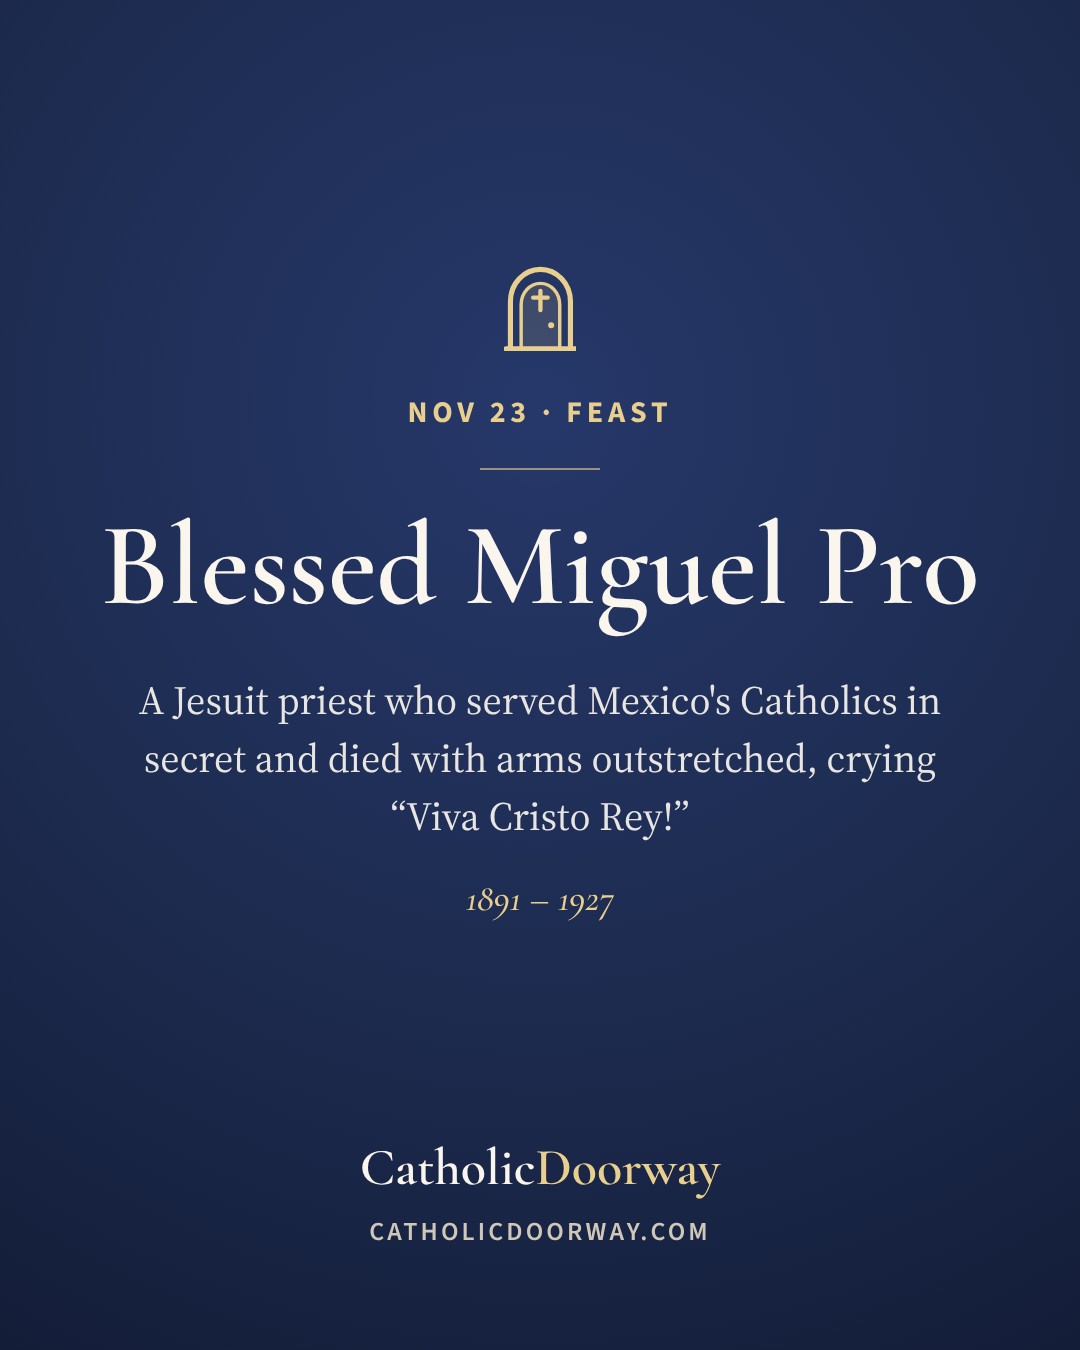 NOV 23 · FEAST
Blessed Miguel Pro
A Jesuit priest who served Mexico's Catholics in
secret and died with arms outstretched, crying
“Viva Cristo Rey!”
1891 – 1927
CatholicDoorway
CATHOLICDOORWAY.COM